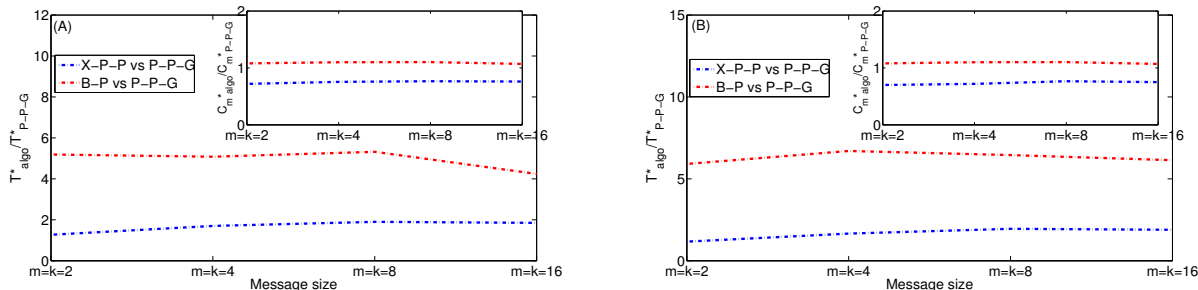 (A)
12
10
8
6
4
2
0
T*algo/T*P−P−G
X−P−P vs P−P−G
B−P vs P−P−G
2
1
0
C*m algo/C*m P−P−G
m=k=2 m=k=4 m=k=8 m=k=16
m=k=2 m=k=4 m=k=8 m=k=16
Message size
(B)
15
10
5
0
T*algo/T*P−P−G
X−P−P vs P−P−G
B−P vs P−P−G
2
1
0
C*m algo/C*m P−P−G
m=k=2 m=k=4 m=k=8 m=k=16
m=k=2 m=k=4 m=k=8 m=k=16
Message size